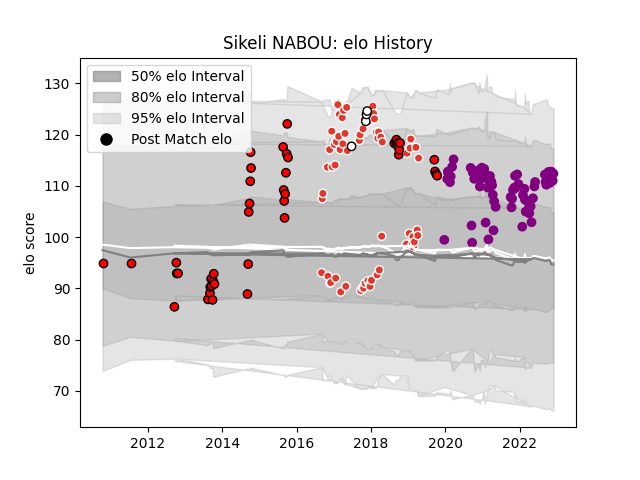 Sikeli NABOU: elo History
50% elo Interval
80% elo Interval
95% elo Interval
Post Match elo
elo score
130
120
110
100
90
80
70
2012
2014
2016
2018
2020
2022